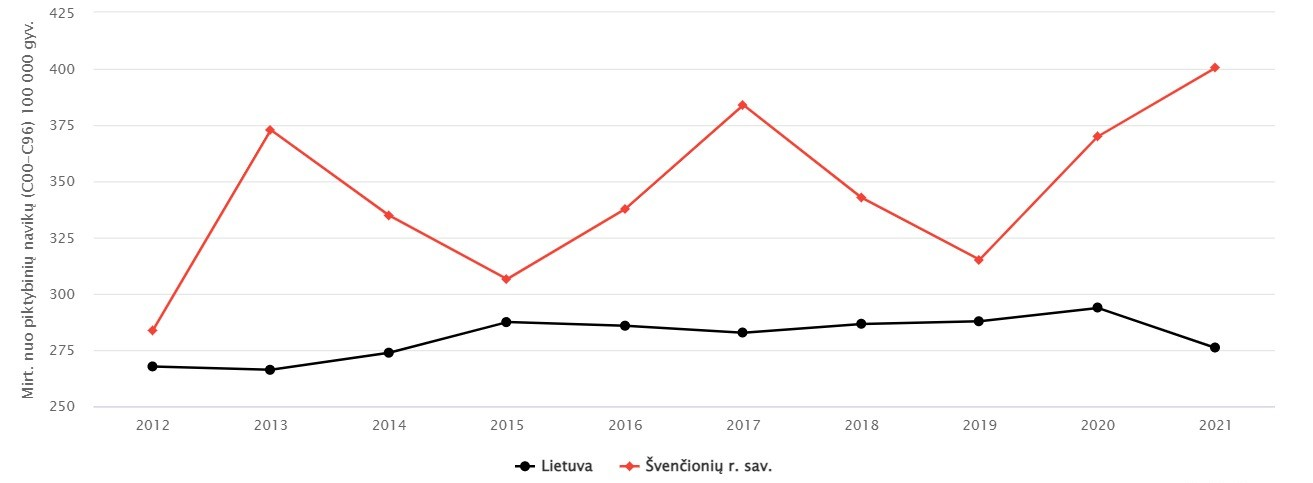 Mirt. nuo piktybinių navikų (C00–C96) 100 000 gyv.
425
400
375
350
325
300
275
250
2012 2013 2014 2015 2016 2017 2018 2019 2020 2021
Lietuva Švenčionių r. sav.